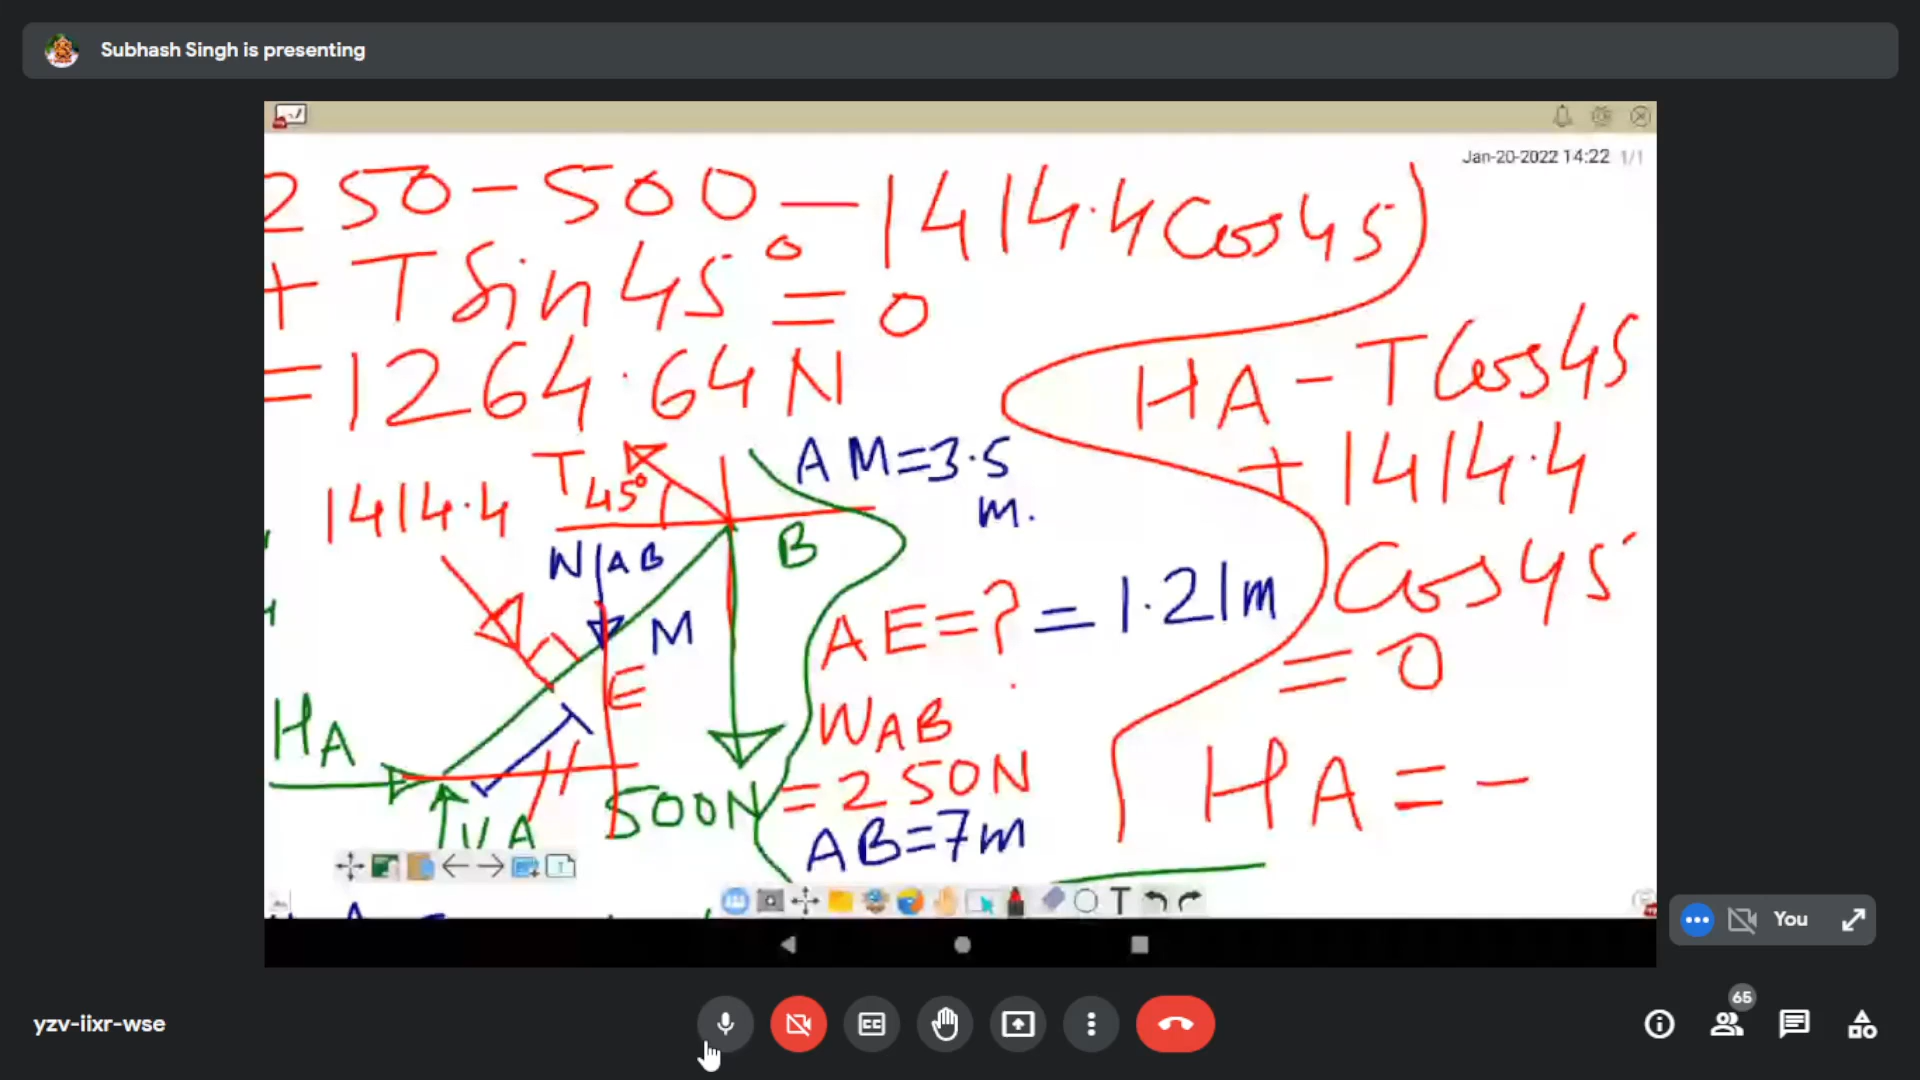 Subhash Singh is presenting
Jan-20-2022 14:22 1/1
250-500-1414.4Cos45
+ TSin45°=0
=1264.64N
HA-TCos45
+1414.4
Cos45
=0
HA=-
T
45°
1414.4
AM=3.5
m.
B
W AB
M
AE=?=1.21m
E
HA
WAB
=250N
500N
AB=7m
VA
T
You
yzv-iixr-wse
65